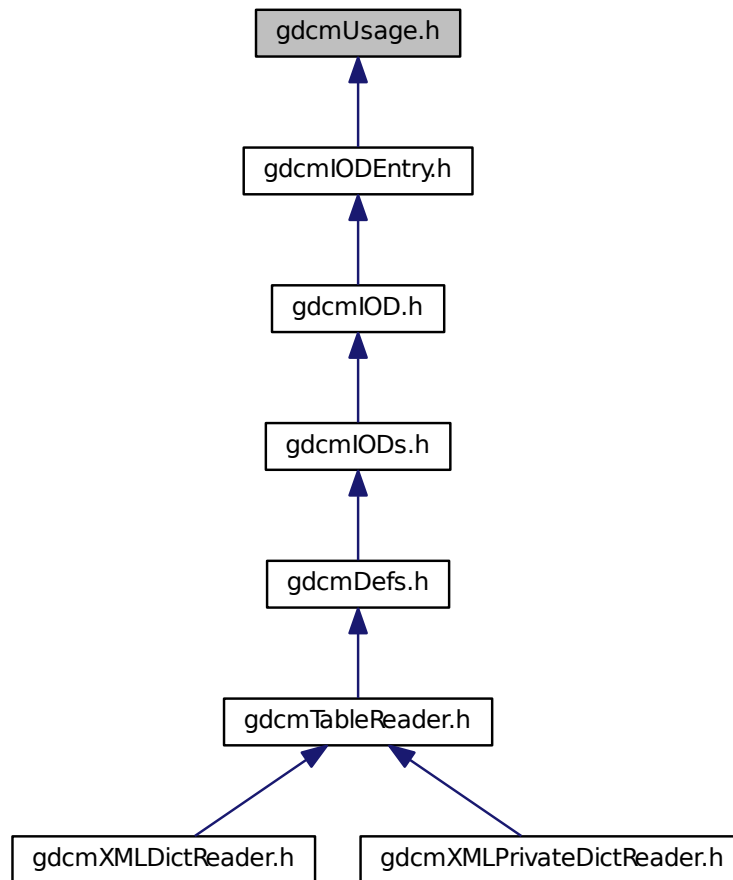 gdcmUsage.h
gdcmIODEntry.h
gdcmIOD.h
gdcmIODs.h
gdcmDefs.h
gdcmTableReader.h
gdcmXMLDictReader.h
gdcmXMLPrivateDictReader.h